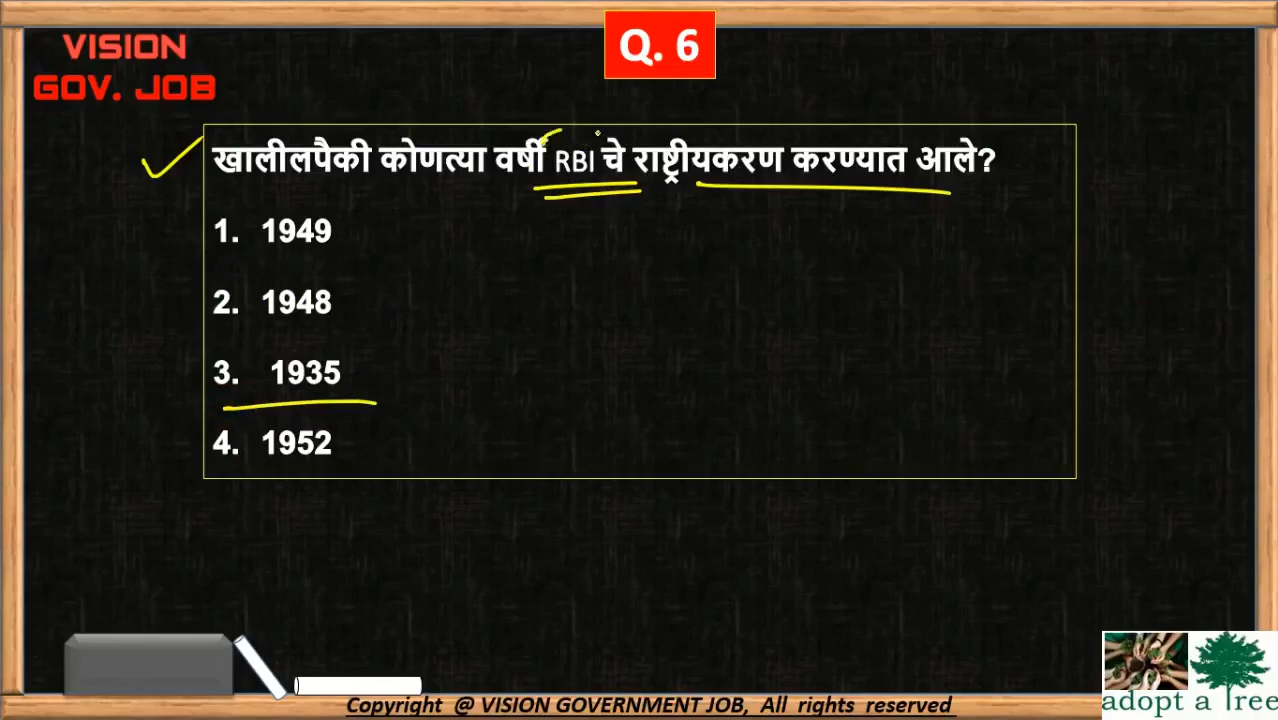 VISION
GOV. JOB
Q. 6
खालीलपैकी कोणत्या वर्षी RBI चे राष्ट्रीयकरण करण्यात आले?
1. 1949
2. 1948
3. 1935
4. 1952
Copyright @ VISION GOVERNMENT JOB, All rights reserved
adopt a Tree